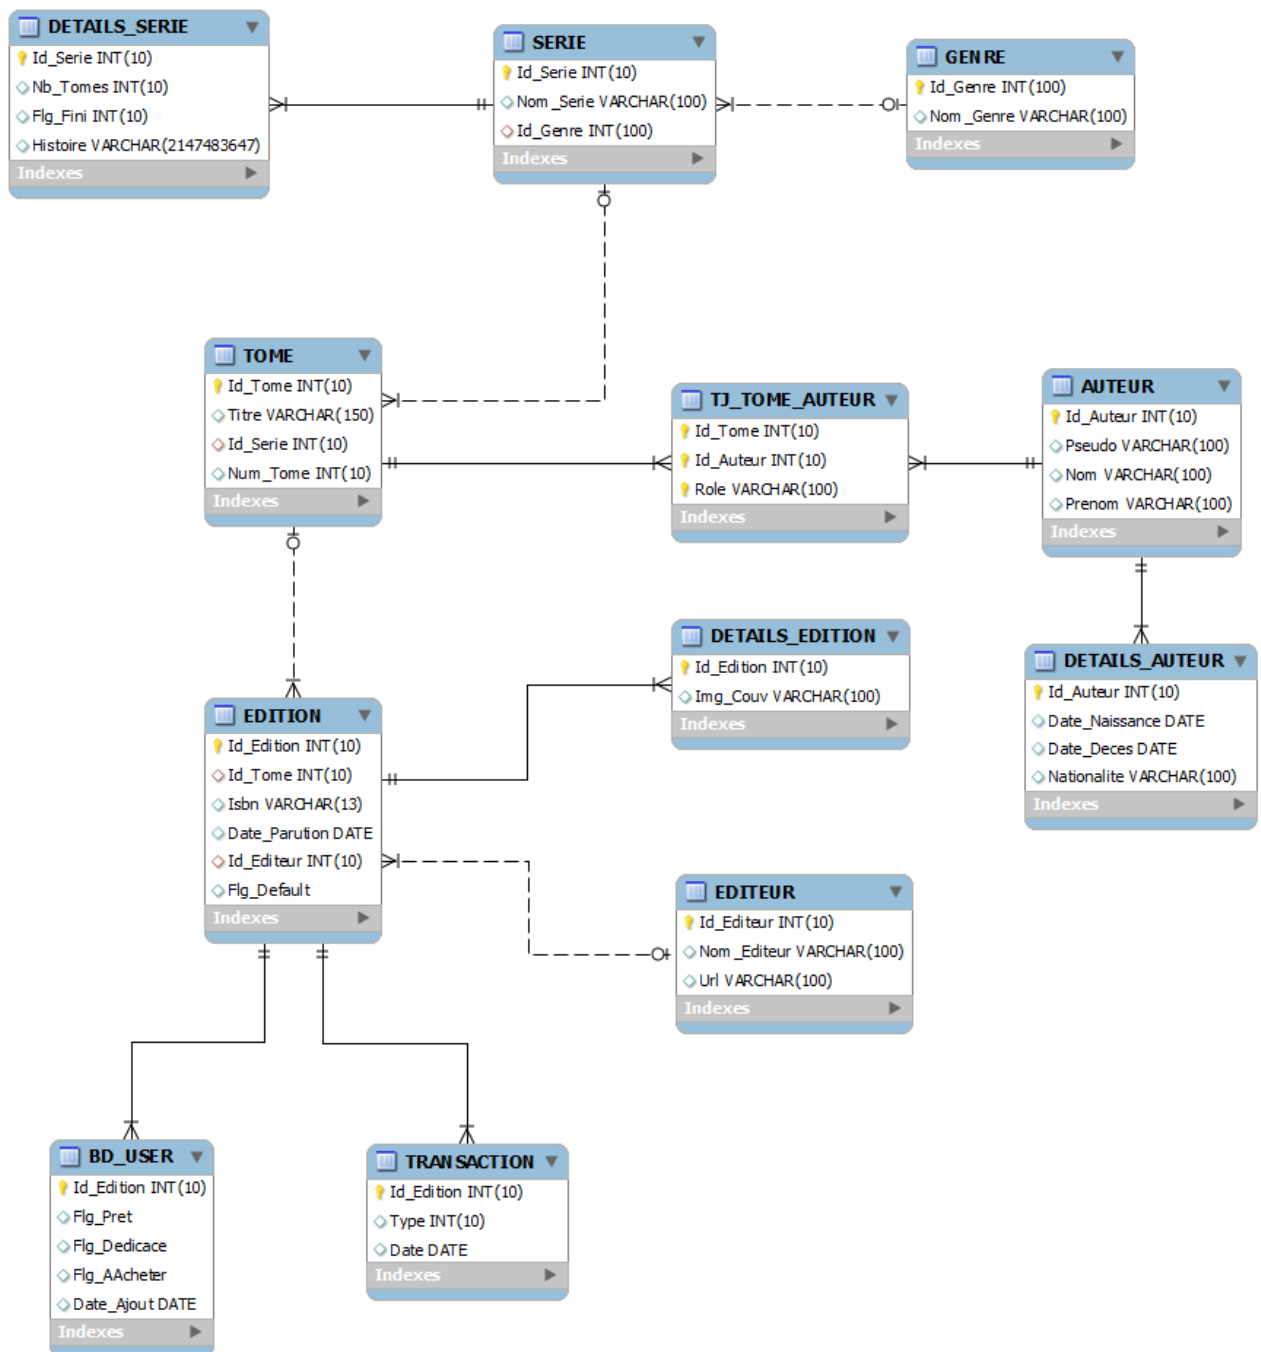 DETAILS_SERIE
Id_Serie INT(10)
Nb_Tomes INT(10)
Flg_Fini INT(10)
Histoire VARCHAR(2147483647)
Indexes
SERIE
Id_Serie INT(10)
Nom_Serie VARCHAR(100)
Id_Genre INT(100)
Indexes
GENRE
Id_Genre INT(100)
Nom_Genre VARCHAR(100)
Indexes
TOME
Id_Tome INT(10)
Titre VARCHAR(150)
Id_Serie INT(10)
Num_Tome INT(10)
Indexes
TJ_TOME_AUTEUR
Id_Tome INT(10)
Id_Auteur INT(10)
Role VARCHAR(100)
Indexes
AUTEUR
Id_Auteur INT(10)
Pseudo VARCHAR(100)
Nom VARCHAR(100)
Prenom VARCHAR(100)
Indexes
DETAILS_EDITION
Id_Edition INT(10)
Img_Couv VARCHAR(100)
Indexes
DETAILS_AUTEUR
Id_Auteur INT(10)
Date_Naissance DATE
Date_Deces DATE
Nationalite VARCHAR(100)
Indexes
EDITION
Id_Edition INT(10)
Id_Tome INT(10)
Isbn VARCHAR(13)
Date_Parution DATE
Id_Editeur INT(10)
Flg_Default
Indexes
EDITEUR
Id_Editeur INT(10)
Nom_Editeur VARCHAR(100)
Url VARCHAR(100)
Indexes
BD_USER
Id_Edition INT(10)
Flg_Pret
Flg_Dedicace
Flg_AAcheter
Date_Ajout DATE
Indexes
TRANSACTION
Id_Edition INT(10)
Type INT(10)
Date DATE
Indexes